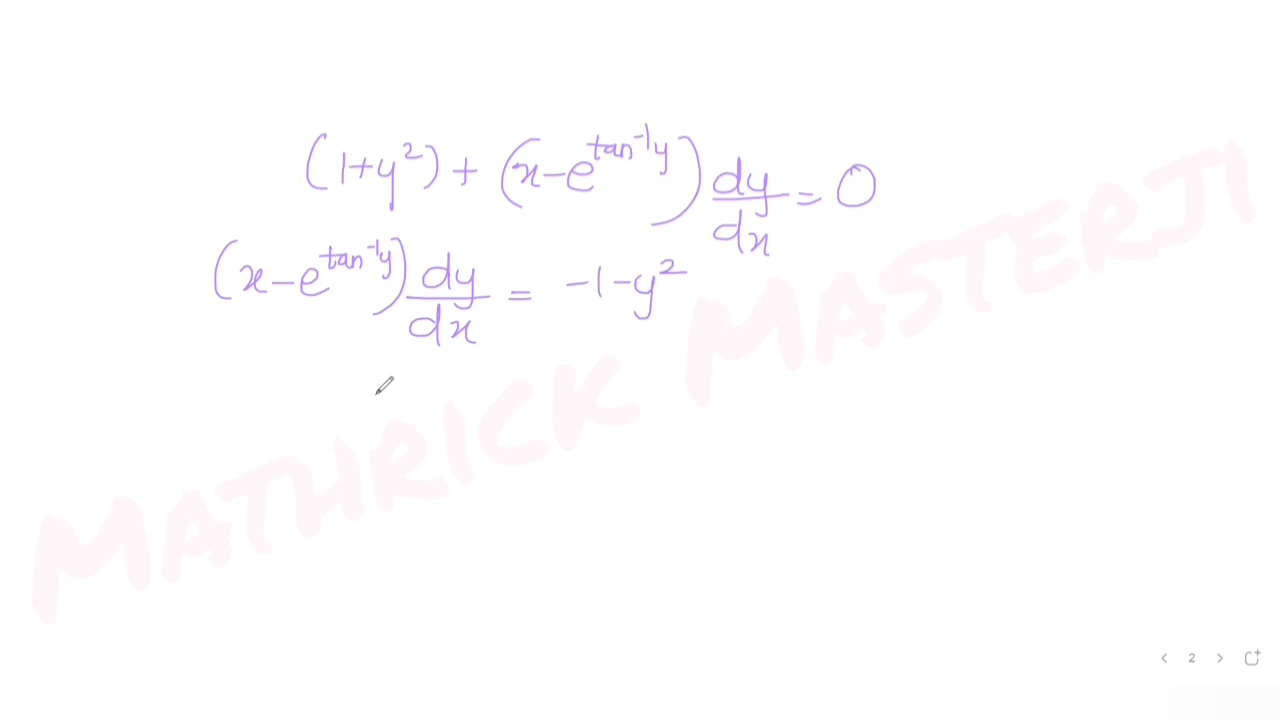 (1+y²) + (x-e^{tan⁻¹y}) dy/dx = 0
(x-e^{tan⁻¹y}) dy/dx = -1-y²
MATHRICK MASTERJI
< 2 >